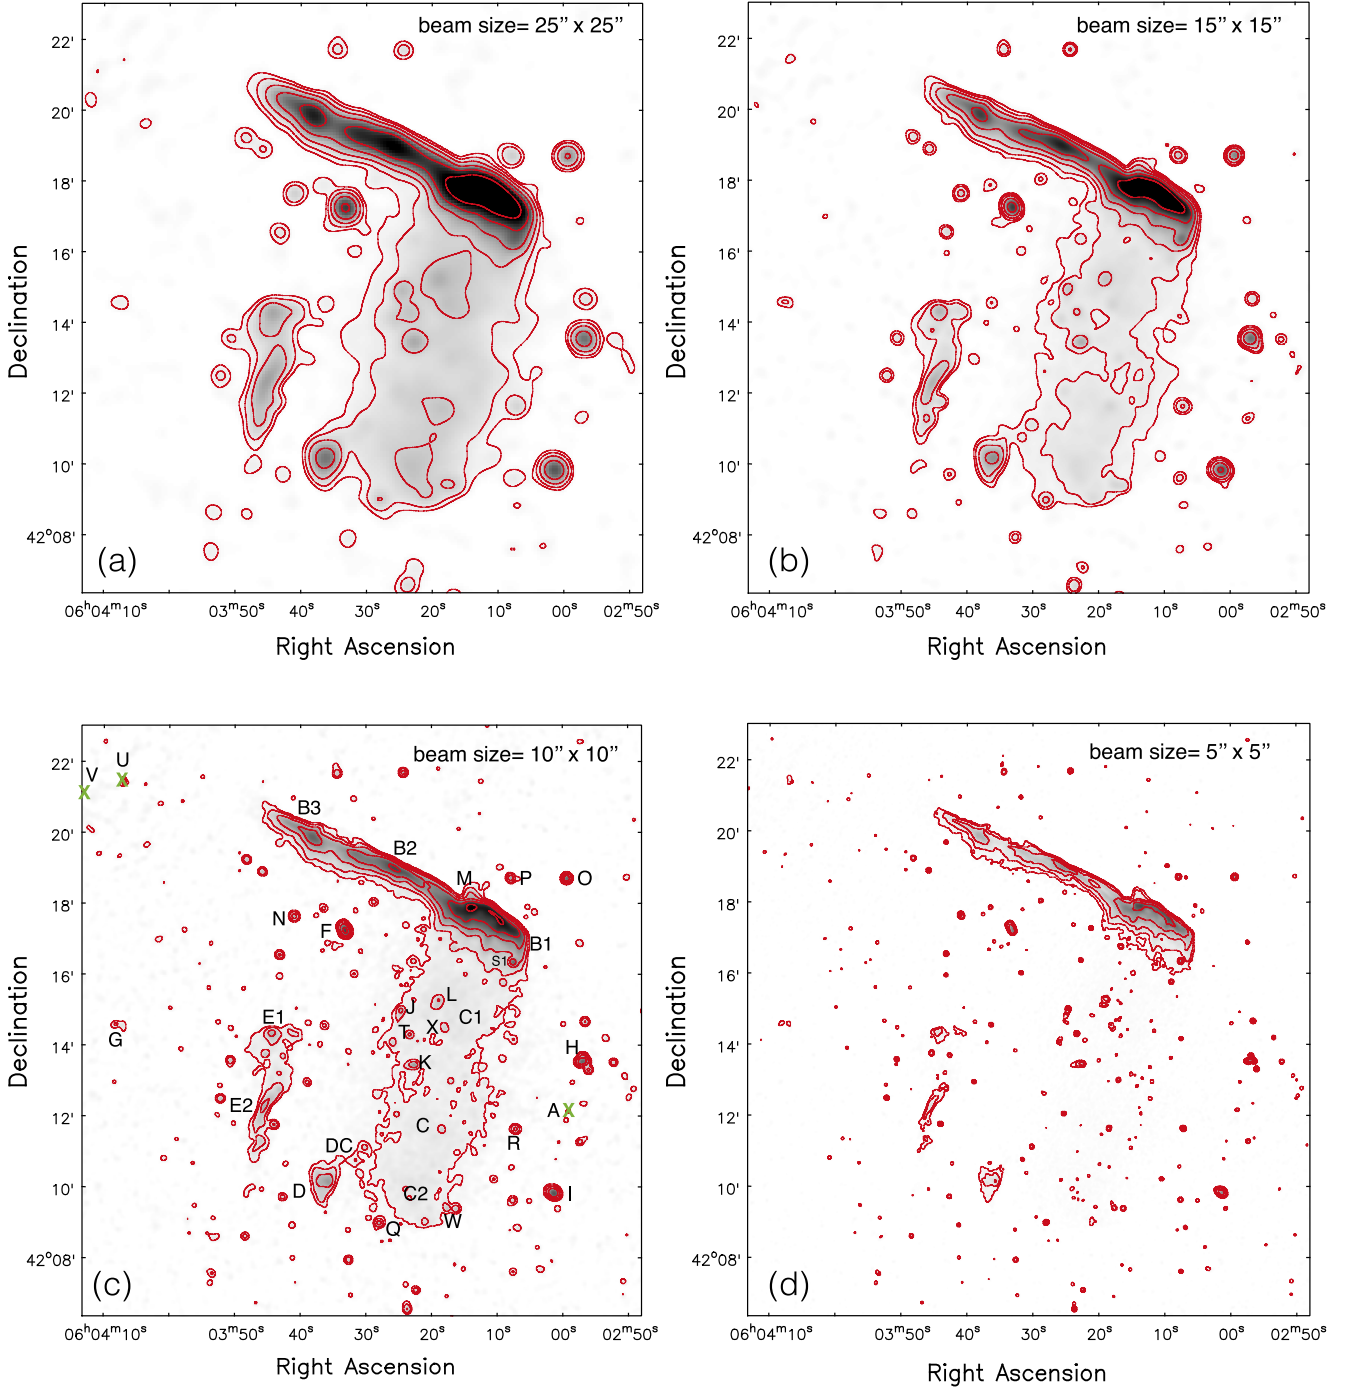 beam size= 25” x 25”
22'
20'
18'
16'
14'
12'
10'
42°08'
Declination
(a)
06ʰ04ᵐ10ˢ 03ᵐ50ˢ 40ˢ 30ˢ 20ˢ 10ˢ 00ˢ 02ᵐ50ˢ
Right Ascension
beam size= 15” x 15”
22'
20'
18'
16'
14'
12'
10'
42°08'
Declination
(b)
06ʰ04ᵐ10ˢ 03ᵐ50ˢ 40ˢ 30ˢ 20ˢ 10ˢ 00ˢ 02ᵐ50ˢ
Right Ascension
beam size= 10” x 10”
22'
20'
18'
16'
14'
12'
10'
42°08'
Declination
V U
X X
B3
B2
M P O
N
F
B1
S1
L
J C1
E1 T X
G
K H
E2 A X
C
R
DC
D C2 I
W
Q
(c)
06ʰ04ᵐ10ˢ 03ᵐ50ˢ 40ˢ 30ˢ 20ˢ 10ˢ 00ˢ 02ᵐ50ˢ
Right Ascension
beam size= 5” x 5”
22'
20'
18'
16'
14'
12'
10'
42°08'
Declination
(d)
06ʰ04ᵐ10ˢ 03ᵐ50ˢ 40ˢ 30ˢ 20ˢ 10ˢ 00ˢ 02ᵐ50ˢ
Right Ascension